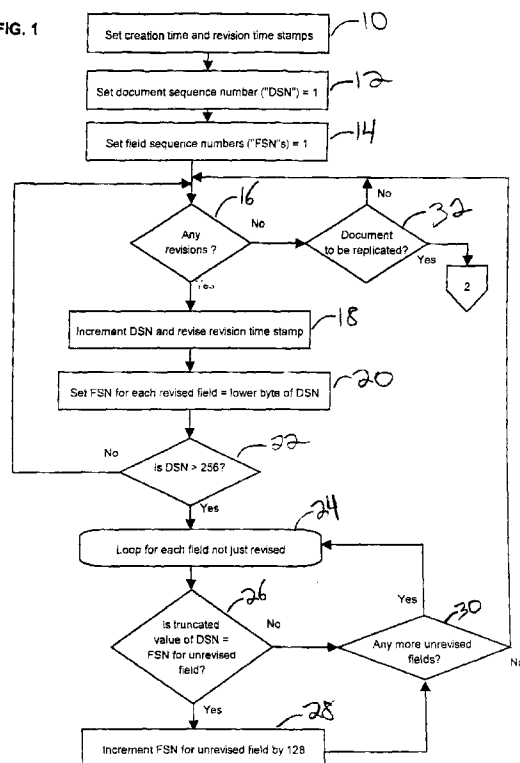 FIG. 1
Set creation time and revision time stamps
10
Set document sequence number ("DSN") = 1
12
Set field sequence numbers ("FSN"s) = 1
14
16
Any
revisions ?
No
Yes
Document
to be replicated?
32
No
Yes
2
Increment DSN and revise revision time stamp
18
Set FSN for each revised field = lower byte of DSN
20
Is DSN > 256?
22
No
Yes
Loop for each field not just revised
24
Is truncated
value of DSN =
FSN for unrevised
field?
26
No
Yes
Any more unrevised
fields?
30
Yes
No
Increment FSN for unrevised field by 128
28